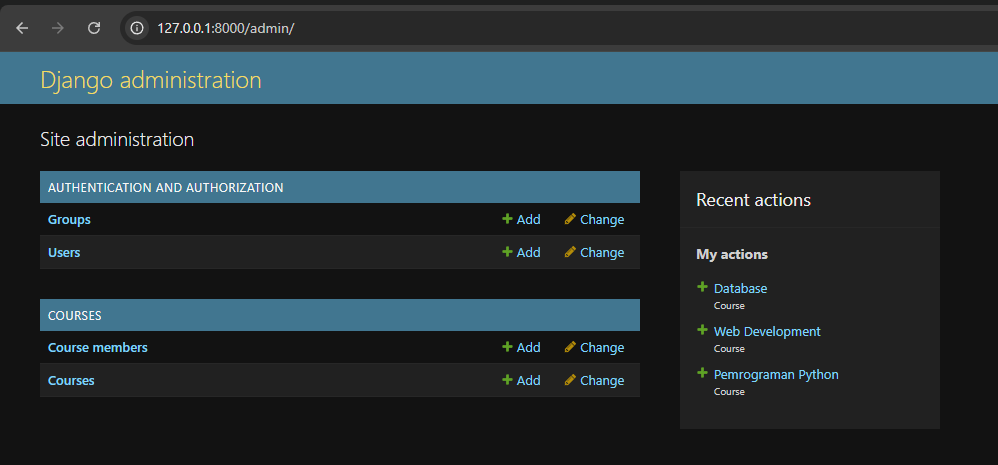 127.0.0.1:8000/admin/
Django administration
Site administration
AUTHENTICATION AND AUTHORIZATION
Groups Add Change
Users Add Change
COURSES
Course members Add Change
Courses Add Change
Recent actions
My actions
Database
Course
Web Development
Course
Pemrograman Python
Course